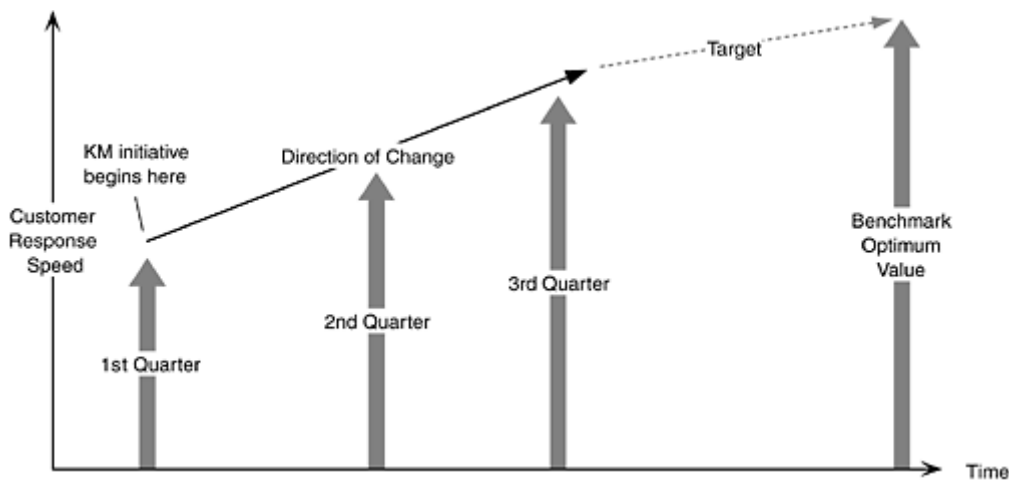 Target
KM initiative
begins here
Direction of Change
Customer
Response
Speed
Benchmark
Optimum
Value
3rd Quarter
2nd Quarter
1st Quarter
Time